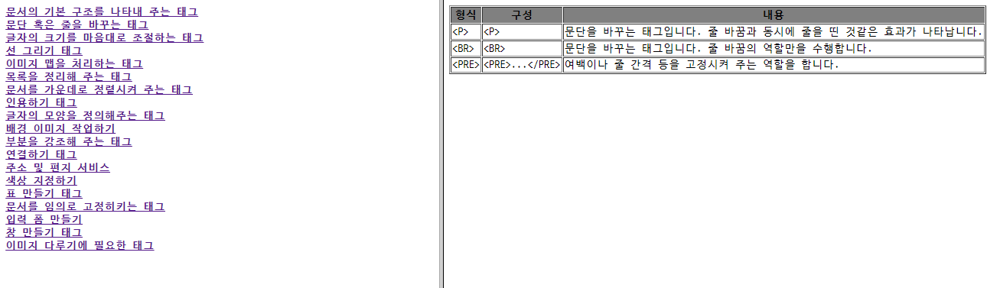 문서의 기본 구조를 나타내 주는 태그
문단 혹은 줄을 바꾸는 태그
글자의 크기를 마음대로 조절하는 태그
선 그리기 태그
이미지 맵을 처리하는 태그
목록을 정리해 주는 태그
문서를 가운데로 정렬시켜 주는 태그
인용하기 태그
글자의 모양을 정의해주는 태그
배경 이미지 작업하기
부분을 강조해 주는 태그
연결하기 태그
주소 및 편지 서비스
색상 지정하기
표 만들기 태그
문서를 임의로 고정히키는 태그
입력 폼 만들기
창 만들기 태그
이미지 다루기에 필요한 태그
형식 구성 내용
<P> <P> 문단을 바꾸는 태그입니다. 줄 바꿈과 동시에 줄을 띤 것같은 효과가 나타납니다.
<BR> <BR> 문단을 바꾸는 태그입니다. 줄 바꿈의 역할만을 수행합니다.
<PRE> <PRE>...</PRE> 여백이나 줄 간격 등을 고정시켜 주는 역할을 합니다.